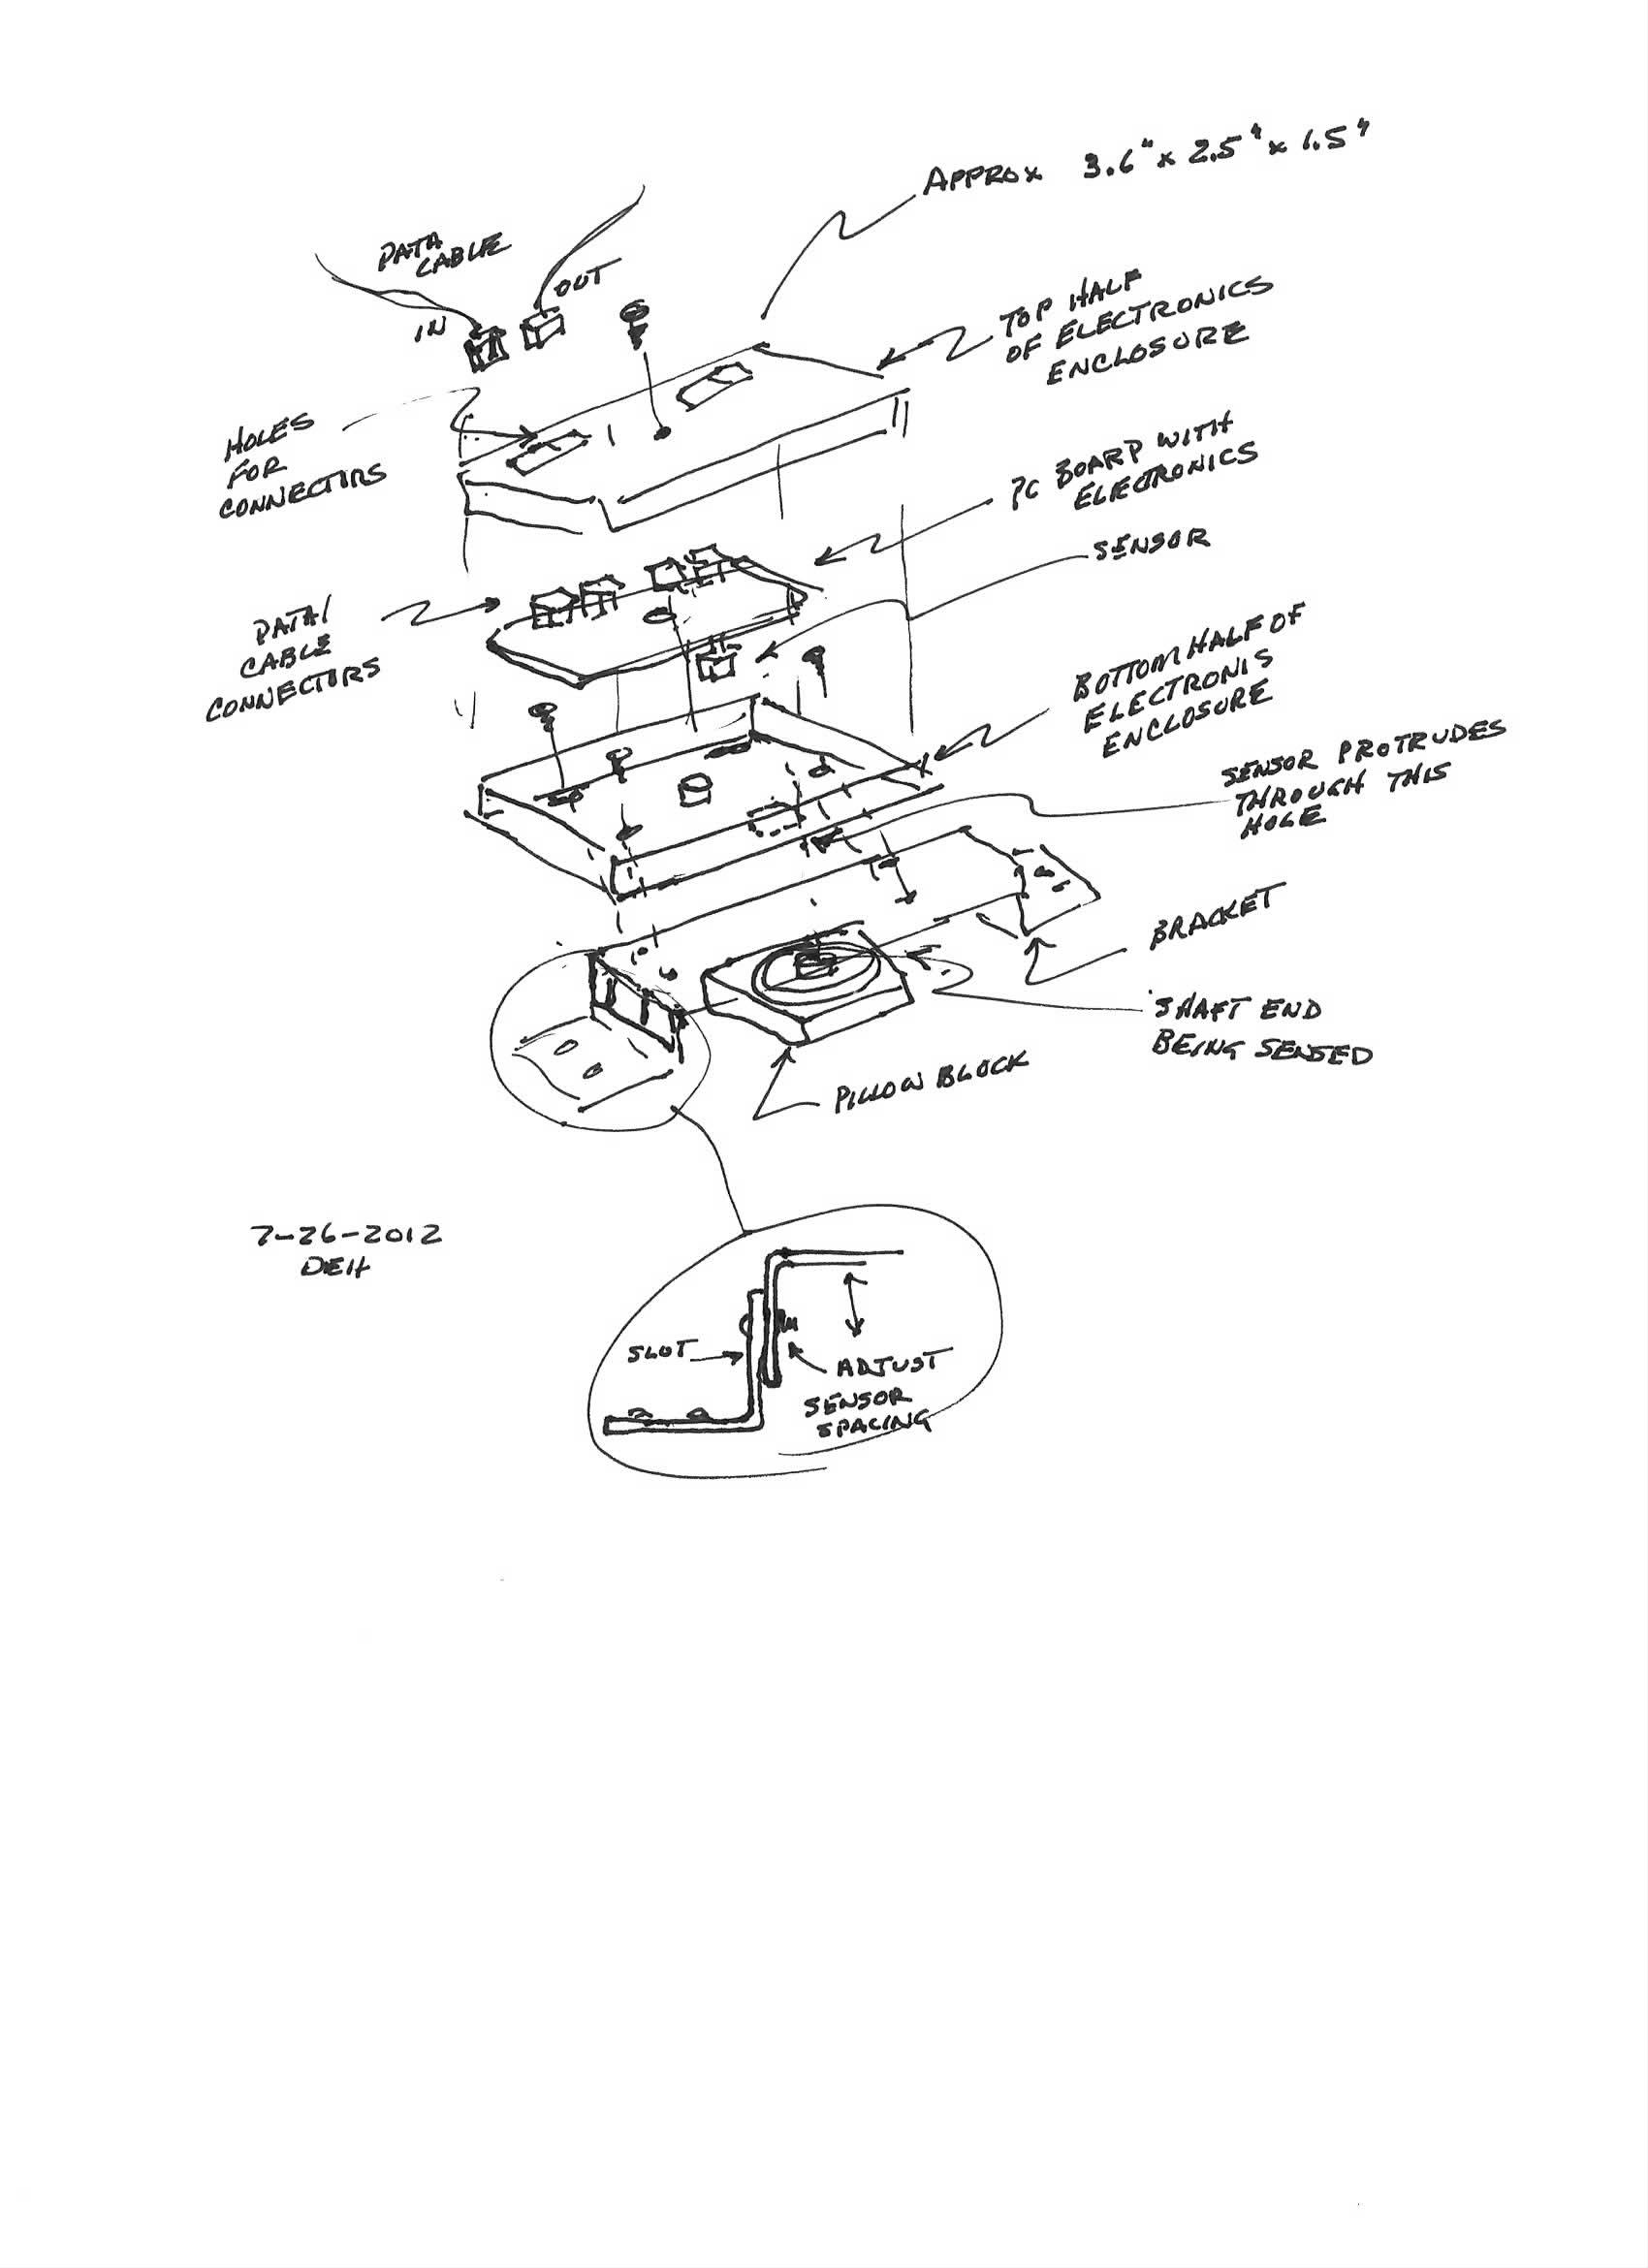 APPROX 3.6" x 2.5" x 1.5"
DATA
CABLE
IN
OUT
TOP HALF
OF ELECTRONICS
ENCLOSURE
HOLES
FOR
CONNECTORS
PC BOARD WITH
ELECTRONICS
SENSOR
DATA/
CABLE
CONNECTORS
BOTTOM HALF OF
ELECTRONIS
ENCLOSURE
SENSOR PROTRUDES
THROUGH THIS
HOLE
BRACKET
SHAFT END
BEING SENSED
PILLOW BLOCK
7-26-2012
DEH
SLOT
ADJUST
SENSOR
SPACING